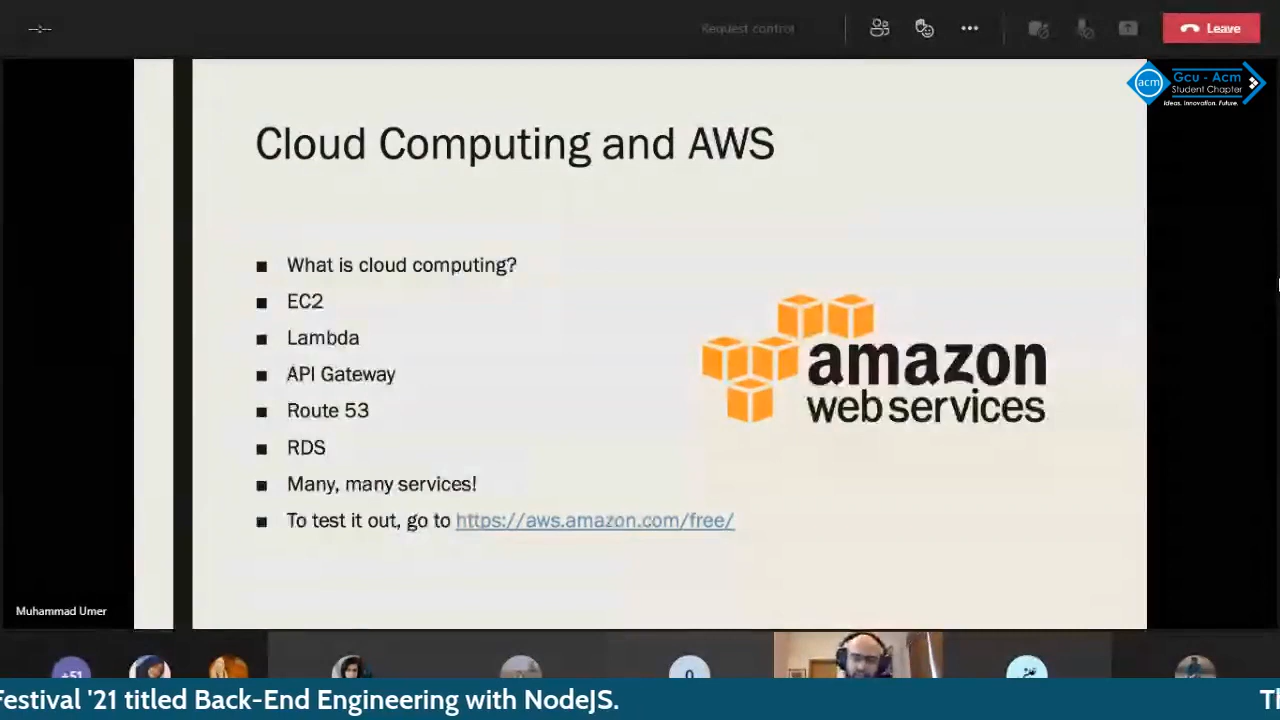 Request control
Leave
acm
Gcu - Acm
Student Chapter
Ideas. Innovation. Future.
Cloud Computing and AWS
What is cloud computing?
EC2
Lambda
API Gateway
Route 53
RDS
Many, many services!
To test it out, go to https://aws.amazon.com/free/
amazon
web services
Muhammad Umer
+51
Festival '21 titled Back-End Engineering with NodeJS.